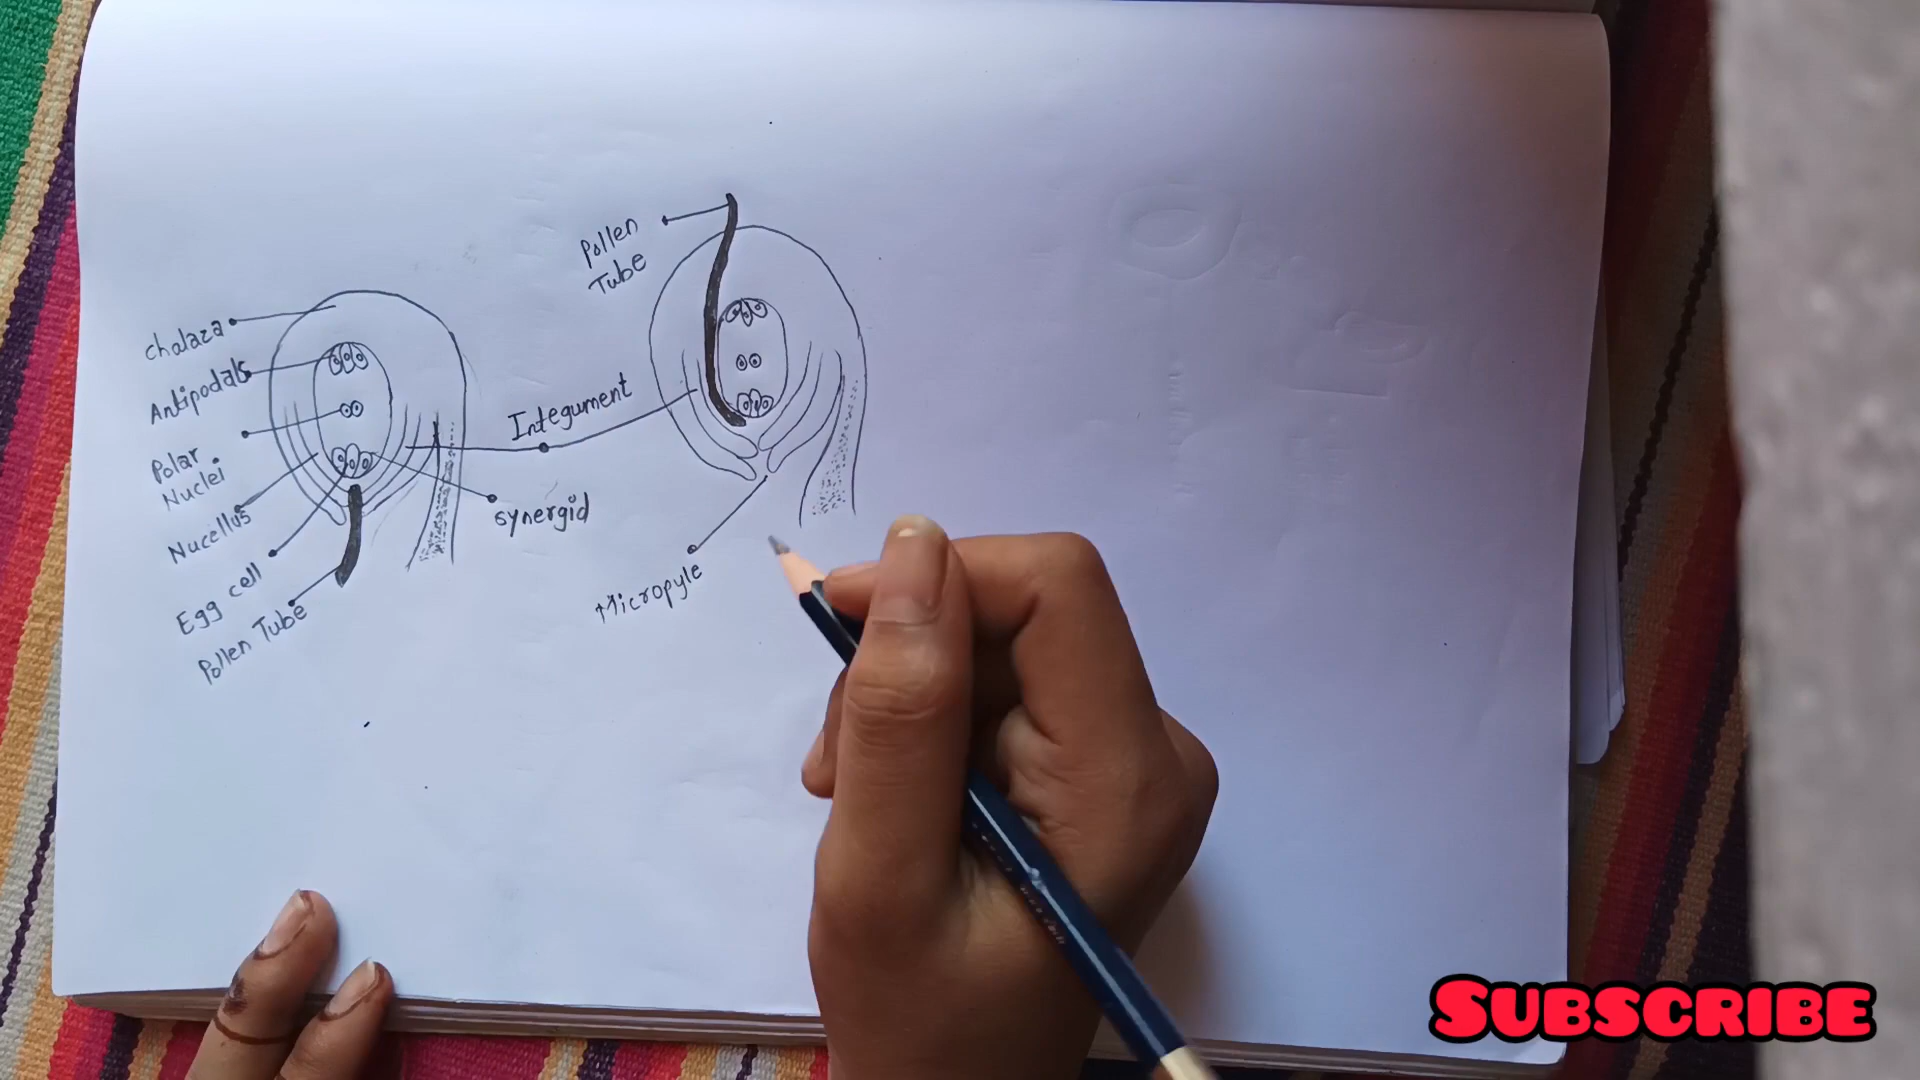 Pollen
Tube
chalaza
Antipodals
Integument
Polar
Nuclei
Nucellus
synergid
Egg cell
Micropyle
Pollen Tube
SUBSCRIBE